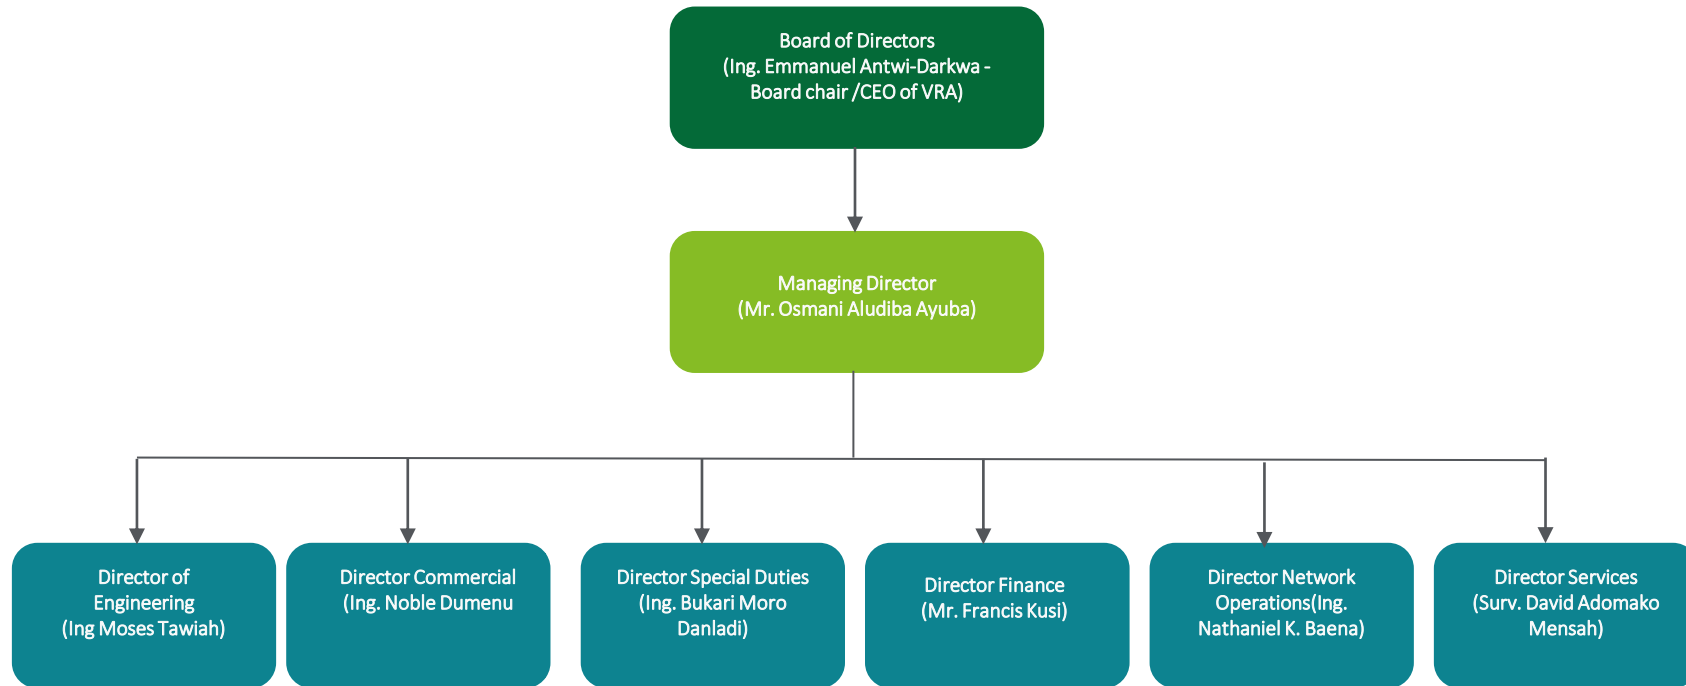 Board of Directors
(Ing. Emmanuel Antwi-Darkwa -
Board chair /CEO of VRA)
Managing Director
(Mr. Osmani Aludiba Ayuba)
Director of
Engineering
(Ing Moses Tawiah)
Director Commercial
(Ing. Noble Dumenu
Director Special Duties
(Ing. Bukari Moro
Danladi)
Director Finance
(Mr. Francis Kusi)
Director Network
Operations(Ing.
Nathaniel K. Baena)
Director Services
(Surv. David Adomako
Mensah)